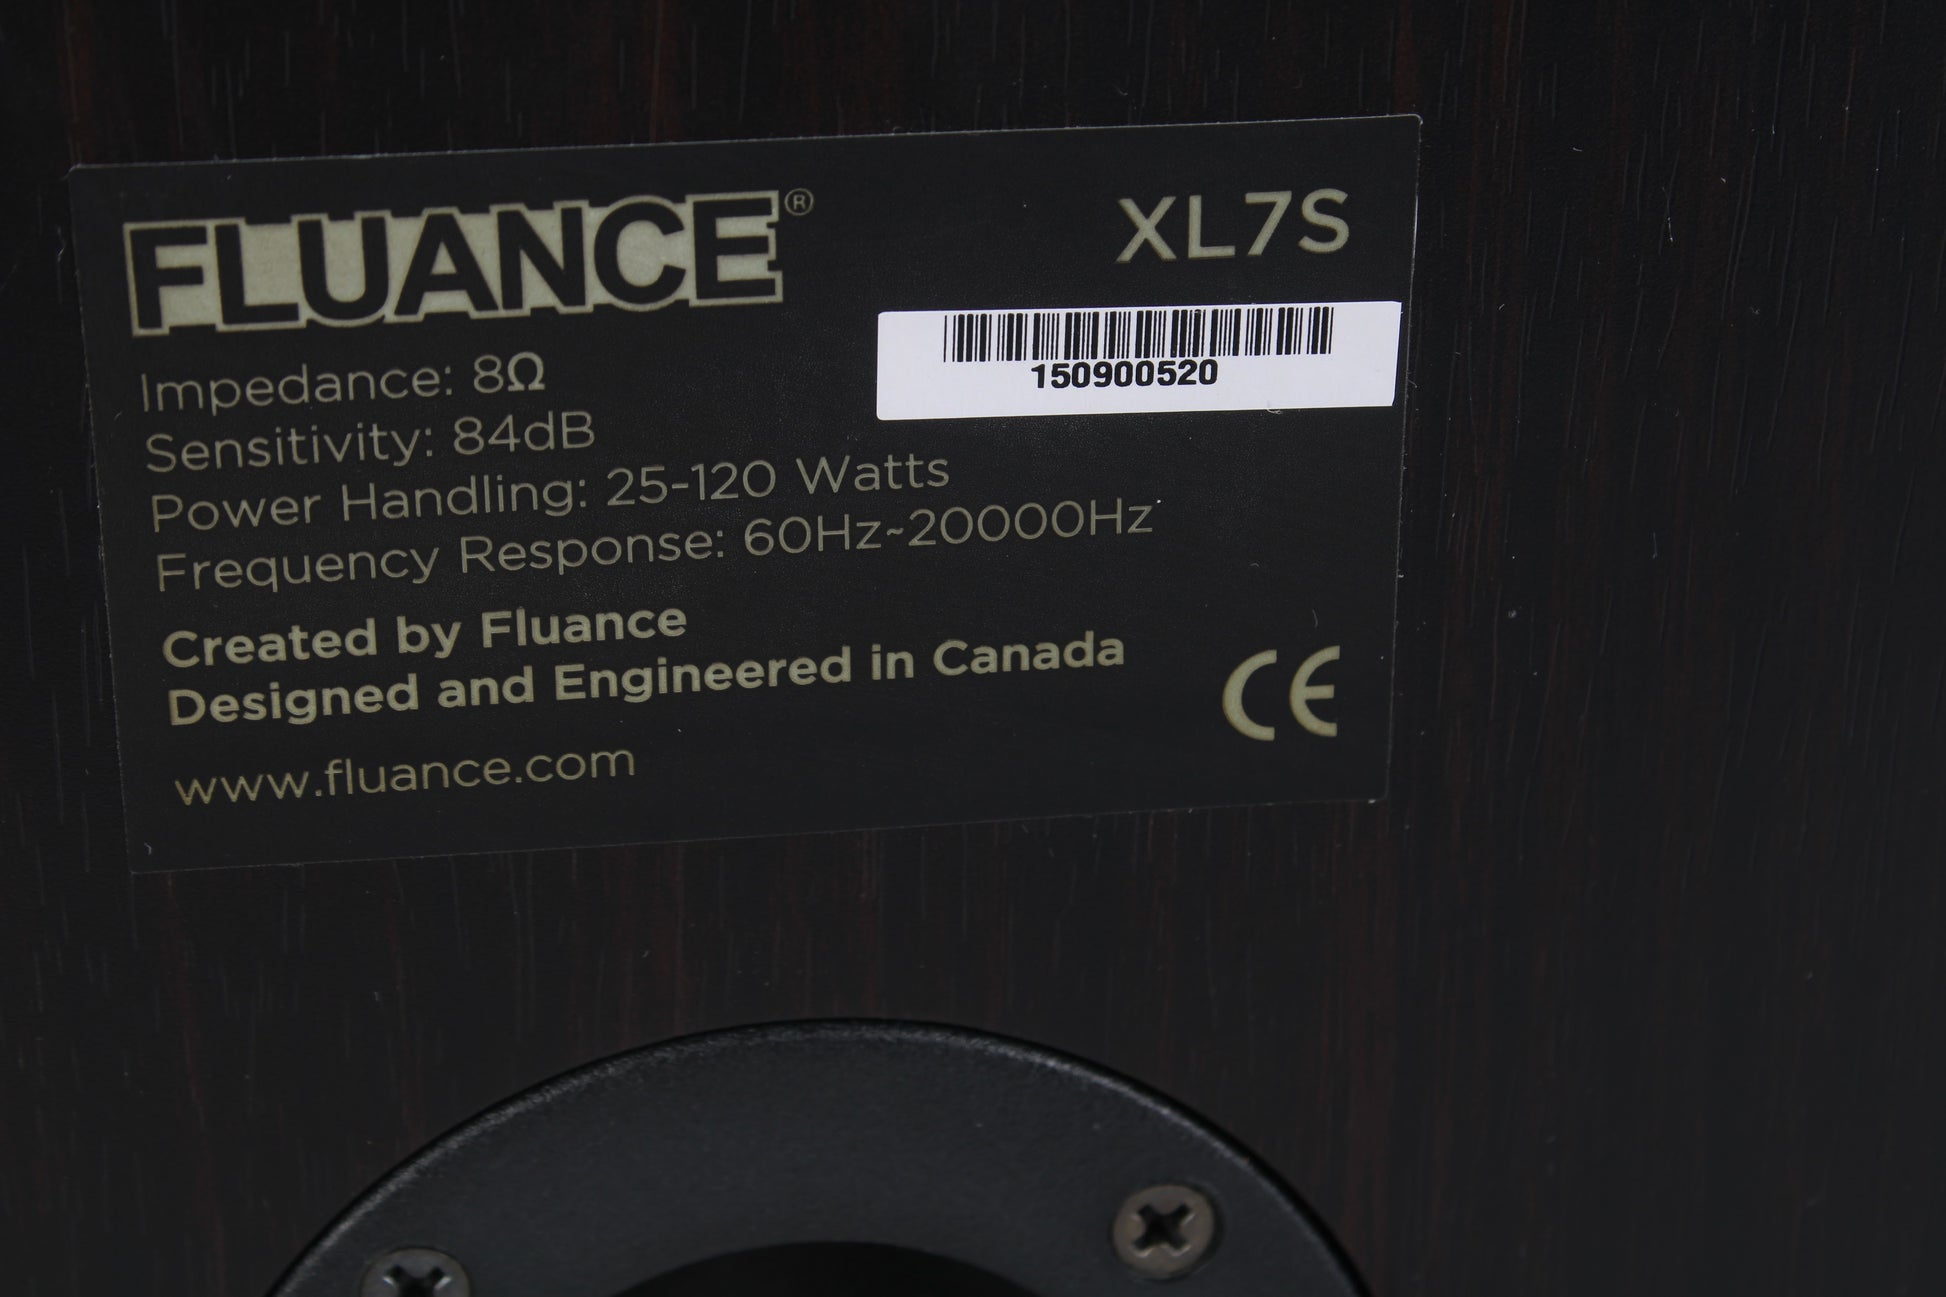 FLUANCE®
XL7S
150900520
Impedance: 8Ω
Sensitivity: 84dB
Power Handling: 25-120 Watts
Frequency Response: 60Hz~20000Hz
Created by Fluance
Designed and Engineered in Canada
CE
www.fluance.com